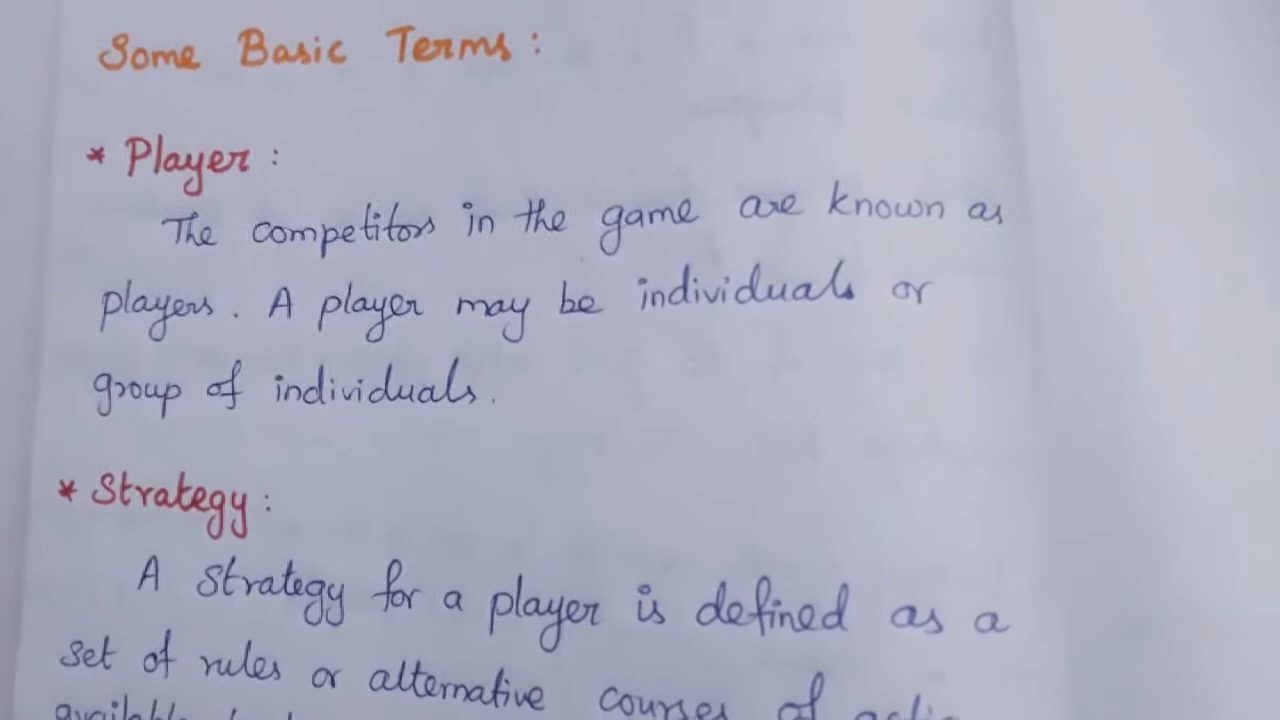 Some Basic Terms :
* Player :
The competitors in the game are known as
players. A player may be individuals or
group of individuals.
* Strategy :
A strategy for a player is defined as a
set of rules or alternative courses of
available